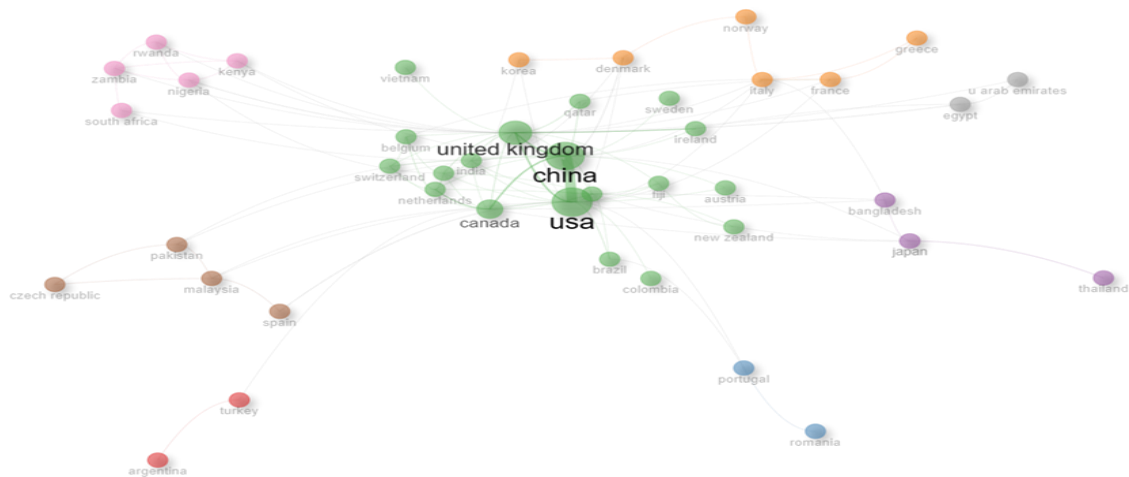 norway
rwanda
greece
zambia
kenya
korea
denmark
vietnam
nigeria
italy
france
u arab emirates
qatar
sweden
south africa
egypt
ireland
belgium
united kingdom
india
china
switzerland
netherlands
fiji
austria
bangladesh
canada
usa
new zealand
japan
pakistan
brazil
malaysia
colombia
thailand
czech republic
spain
portugal
turkey
romania
argentina